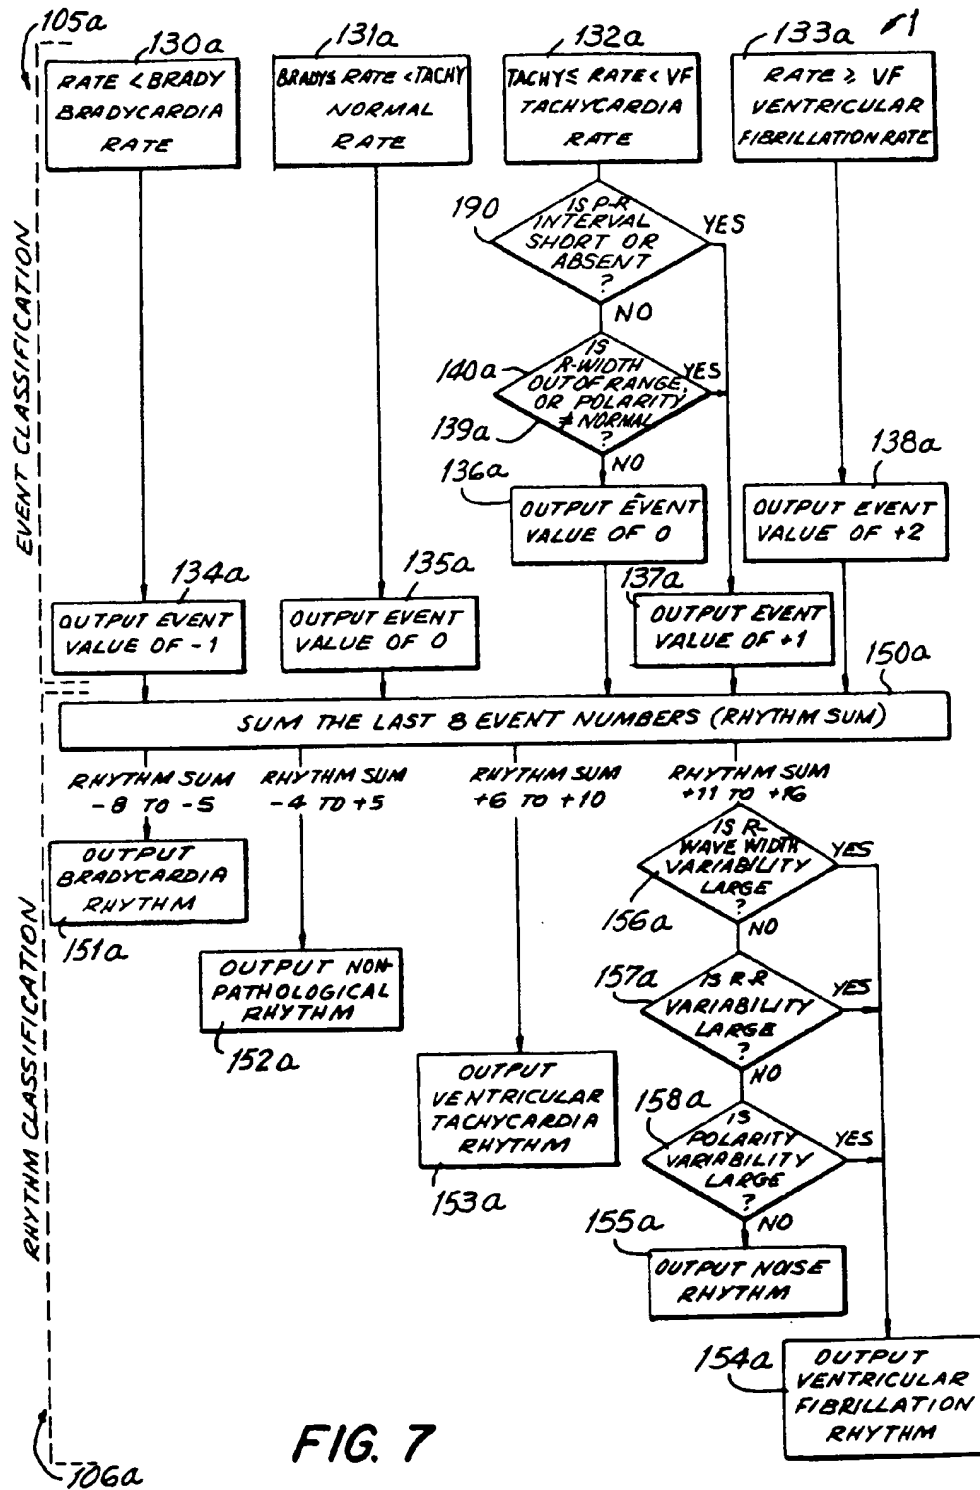 105a
1
130a
131a
132a
133a
RATE < BRADY
BRADYCARDIA
RATE
BRADY≤ RATE < TACHY
NORMAL
RATE
TACHY≤ RATE < VF
TACHYCARDIA
RATE
RATE ≥ VF
VENTRICULAR
FIBRILLATION RATE
EVENT CLASSIFICATION
190
IS P-R
INTERVAL
SHORT OR
ABSENT
?
YES
NO
140a
139a
IS
R-WIDTH
OUT OF RANGE,
OR POLARITY
≠ NORMAL
?
YES
NO
136a
OUTPUT EVENT
VALUE OF 0
138a
OUTPUT EVENT
VALUE OF +2
134a
OUTPUT EVENT
VALUE OF -1
135a
OUTPUT EVENT
VALUE OF 0
137a
OUTPUT EVENT
VALUE OF +1
150a
SUM THE LAST 8 EVENT NUMBERS (RHYTHM SUM)
RHYTHM SUM
-8 TO -5
RHYTHM SUM
-4 TO +5
RHYTHM SUM
+6 TO +10
RHYTHM SUM
+11 TO +16
RHYTHM CLASSIFICATION
OUTPUT
BRADYCARDIA
RHYTHM
151a
OUTPUT NON-
PATHOLOGICAL
RHYTHM
152a
OUTPUT
VENTRICULAR
TACHYCARDIA
RHYTHM
153a
IS R-
WAVE WIDTH
VARIABILITY
LARGE
?
YES
156a
NO
157a
IS R-R
VARIABILITY
LARGE
?
YES
NO
158a
IS
POLARITY
VARIABILITY
LARGE
?
YES
NO
155a
OUTPUT NOISE
RHYTHM
154a
OUTPUT
VENTRICULAR
FIBRILLATION
RHYTHM
FIG. 7
106a